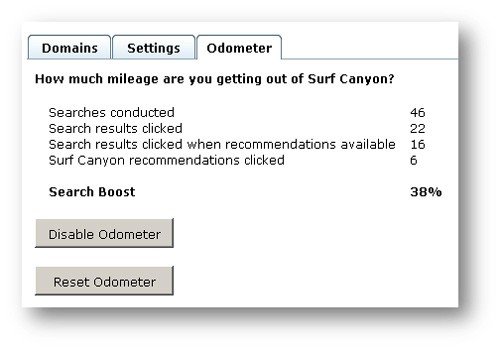 Domains Settings Odometer
How much mileage are you getting out of Surf Canyon?
Searches conducted 46
Search results clicked 22
Search results clicked when recommendations available 16
Surf Canyon recommendations clicked 6
Search Boost 38%
Disable Odometer
Reset Odometer